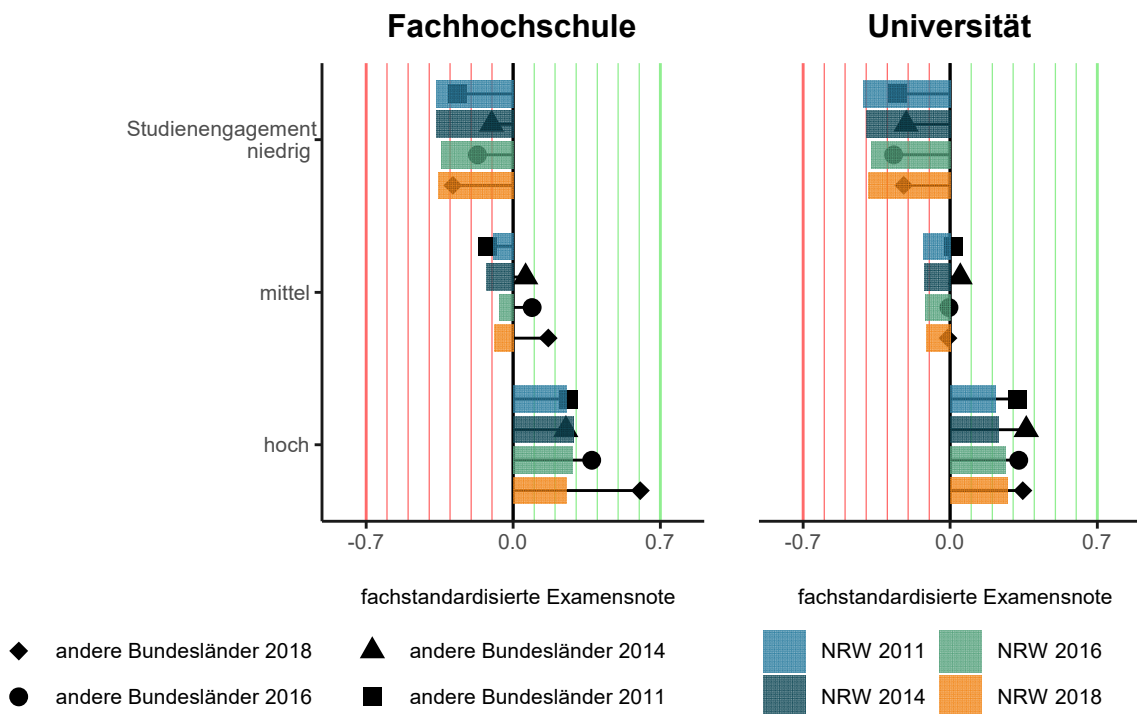 Fachhochschule
Universität
Studienengagement
niedrig
mittel
hoch
-0.7
0.0
0.7
-0.7
0.0
0.7
fachstandardisierte Examensnote
fachstandardisierte Examensnote
andere Bundesländer 2018
andere Bundesländer 2014
NRW 2011
NRW 2016
andere Bundesländer 2016
andere Bundesländer 2011
NRW 2014
NRW 2018